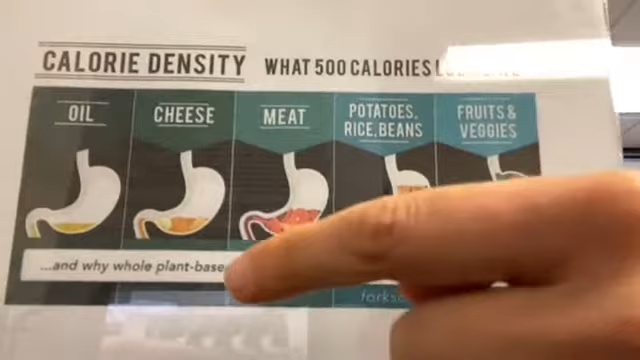 CALORIE DENSITY WHAT 500 CALORIES
OIL
CHEESE
MEAT
POTATOES,
RICE, BEANS
FRUITS &
VEGGIES
...and why whole plant-base
forks